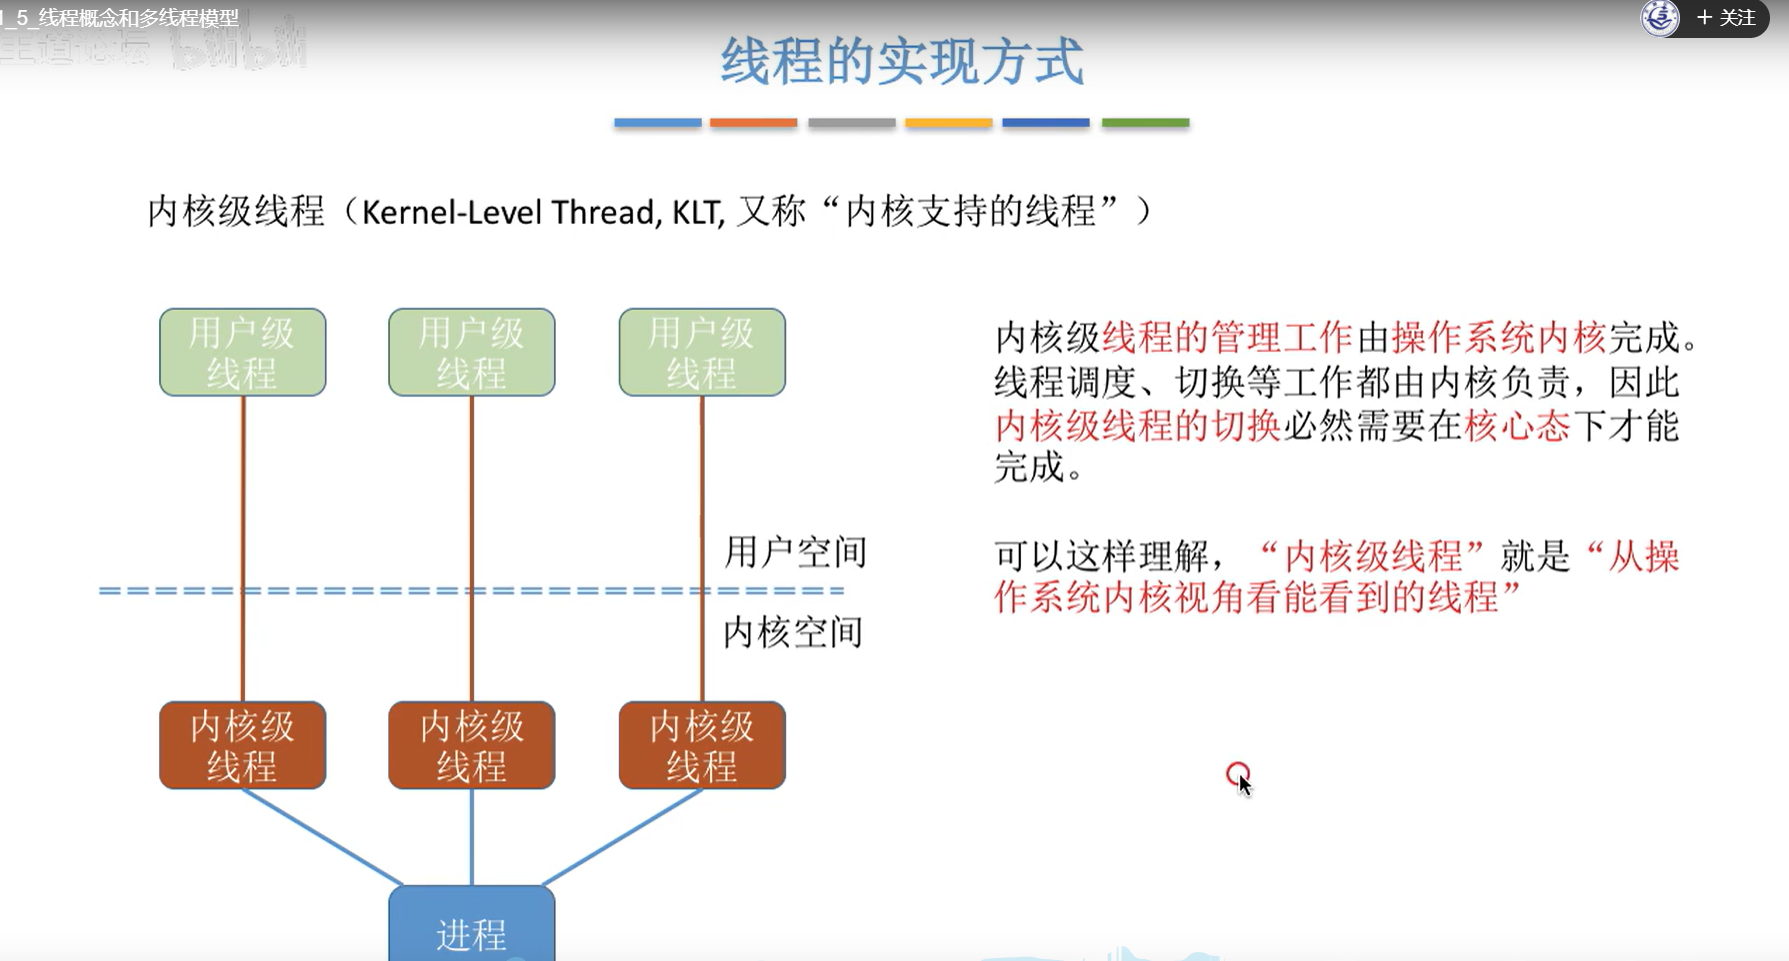 1_5_线程概念和多线程模型
王道论坛 bilibili
+ 关注
线程的实现方式
内核级线程（Kernel-Level Thread, KLT, 又称“内核支持的线程”）
用户级
线程
用户级
线程
用户级
线程
内核级线程的管理工作由操作系统内核完成。
线程调度、切换等工作都由内核负责，因此
内核级线程的切换必然需要在核心态下才能
完成。
用户空间
可以这样理解，“内核级线程”就是“从操
作系统内核视角看能看到的线程”
内核空间
内核级
线程
内核级
线程
内核级
线程
进程